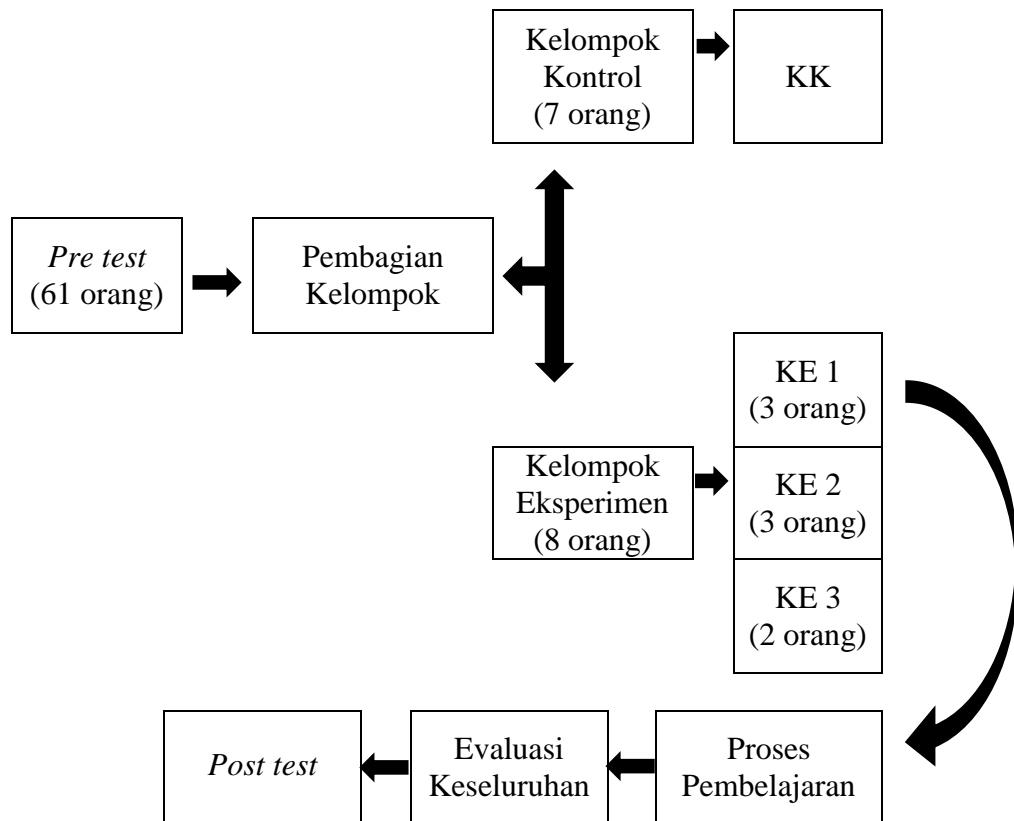 Kelompok
Kontrol
(7 orang)
KK
Pre test
(61 orang)
Pembagian
Kelompok
KE 1
(3 orang)
Kelompok
Eksperimen
(8 orang)
KE 2
(3 orang)
KE 3
(2 orang)
Post test
Evaluasi
Keseluruhan
Proses
Pembelajaran